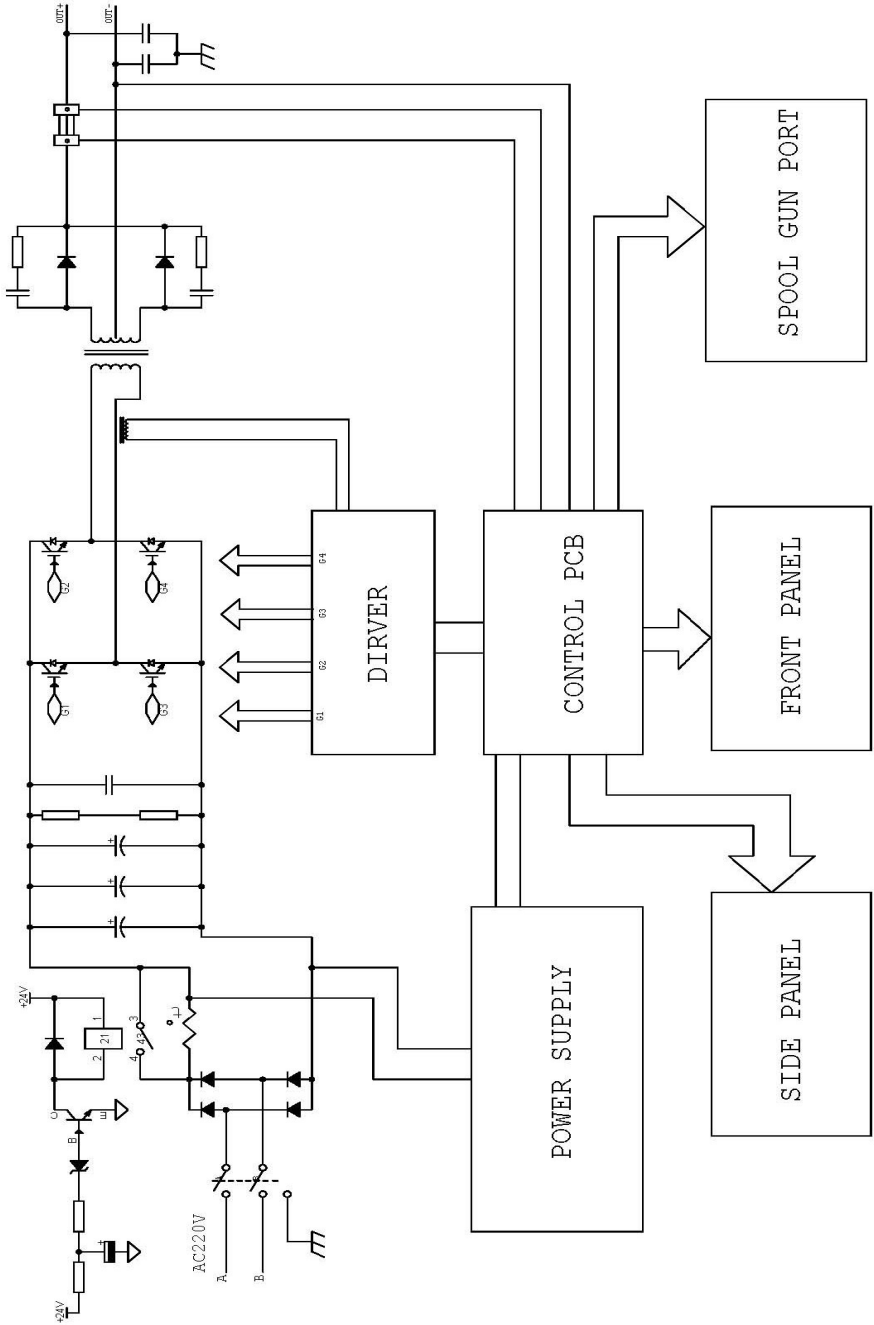 OUT+
OUT-
+24V
+24V
1
2
21
3
4
43
t°
C
B
E
AC220V
A
B
A
B
G1
G2
G3
G4
G1
G2
G3
G4
DIRVER
CONTROL PCB
POWER SUPPLY
SPOOL GUN PORT
FRONT PANEL
SIDE PANEL